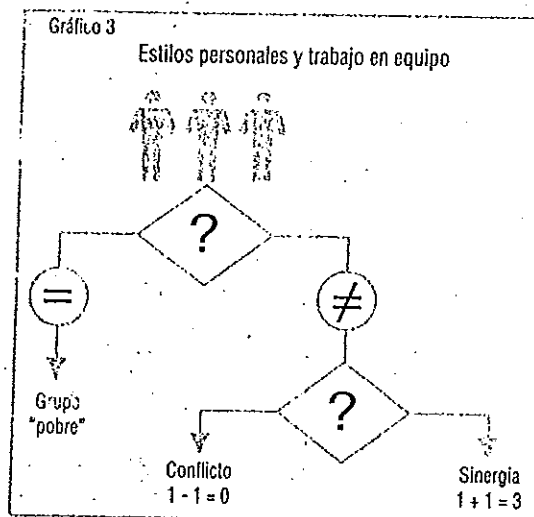 Gráfico 3
Estilos personales y trabajo en equipo
?
=
≠
Grupo
"pobre"
?
Conflicto
1 - 1 = 0
Sinergia
1 + 1 = 3